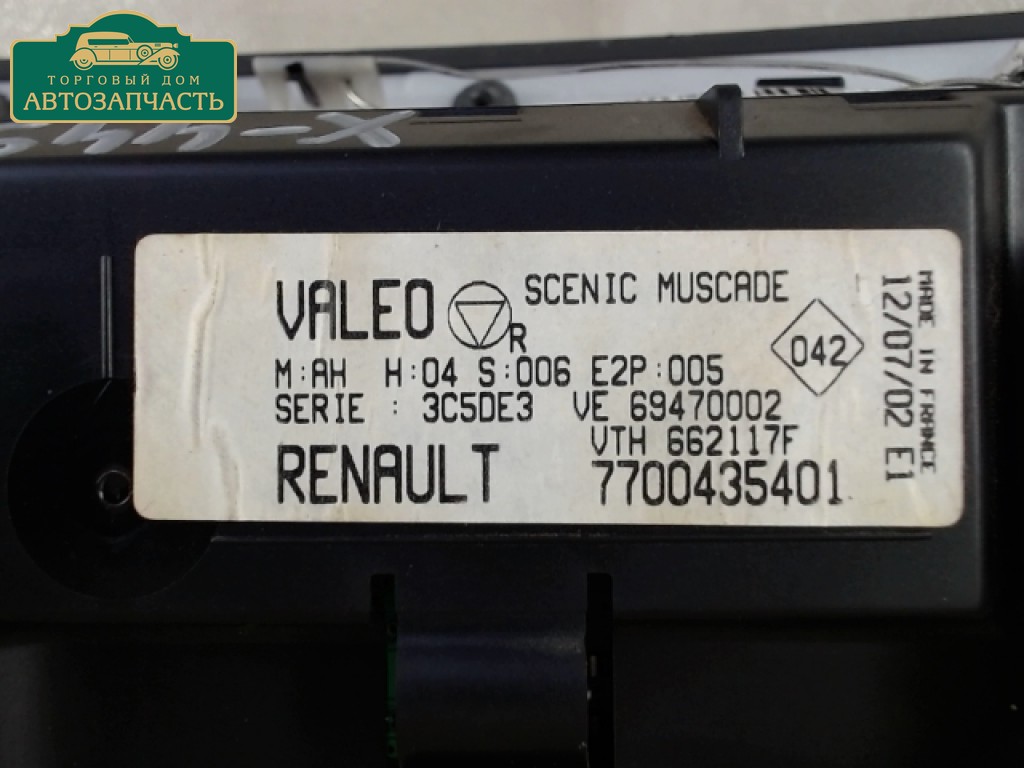 ТОРГОВЫЙ ДОМ
АВТОЗАПЧАСТЬ
X-44
VALEO R SCENIC MUSCADE
042
M:AH H:04 S:006 E2P:005
SERIE : 3C5DE3 VE 69470002
VTH 662117F
RENAULT 7700435401
MADE IN FRANCE
12/07/02 E1